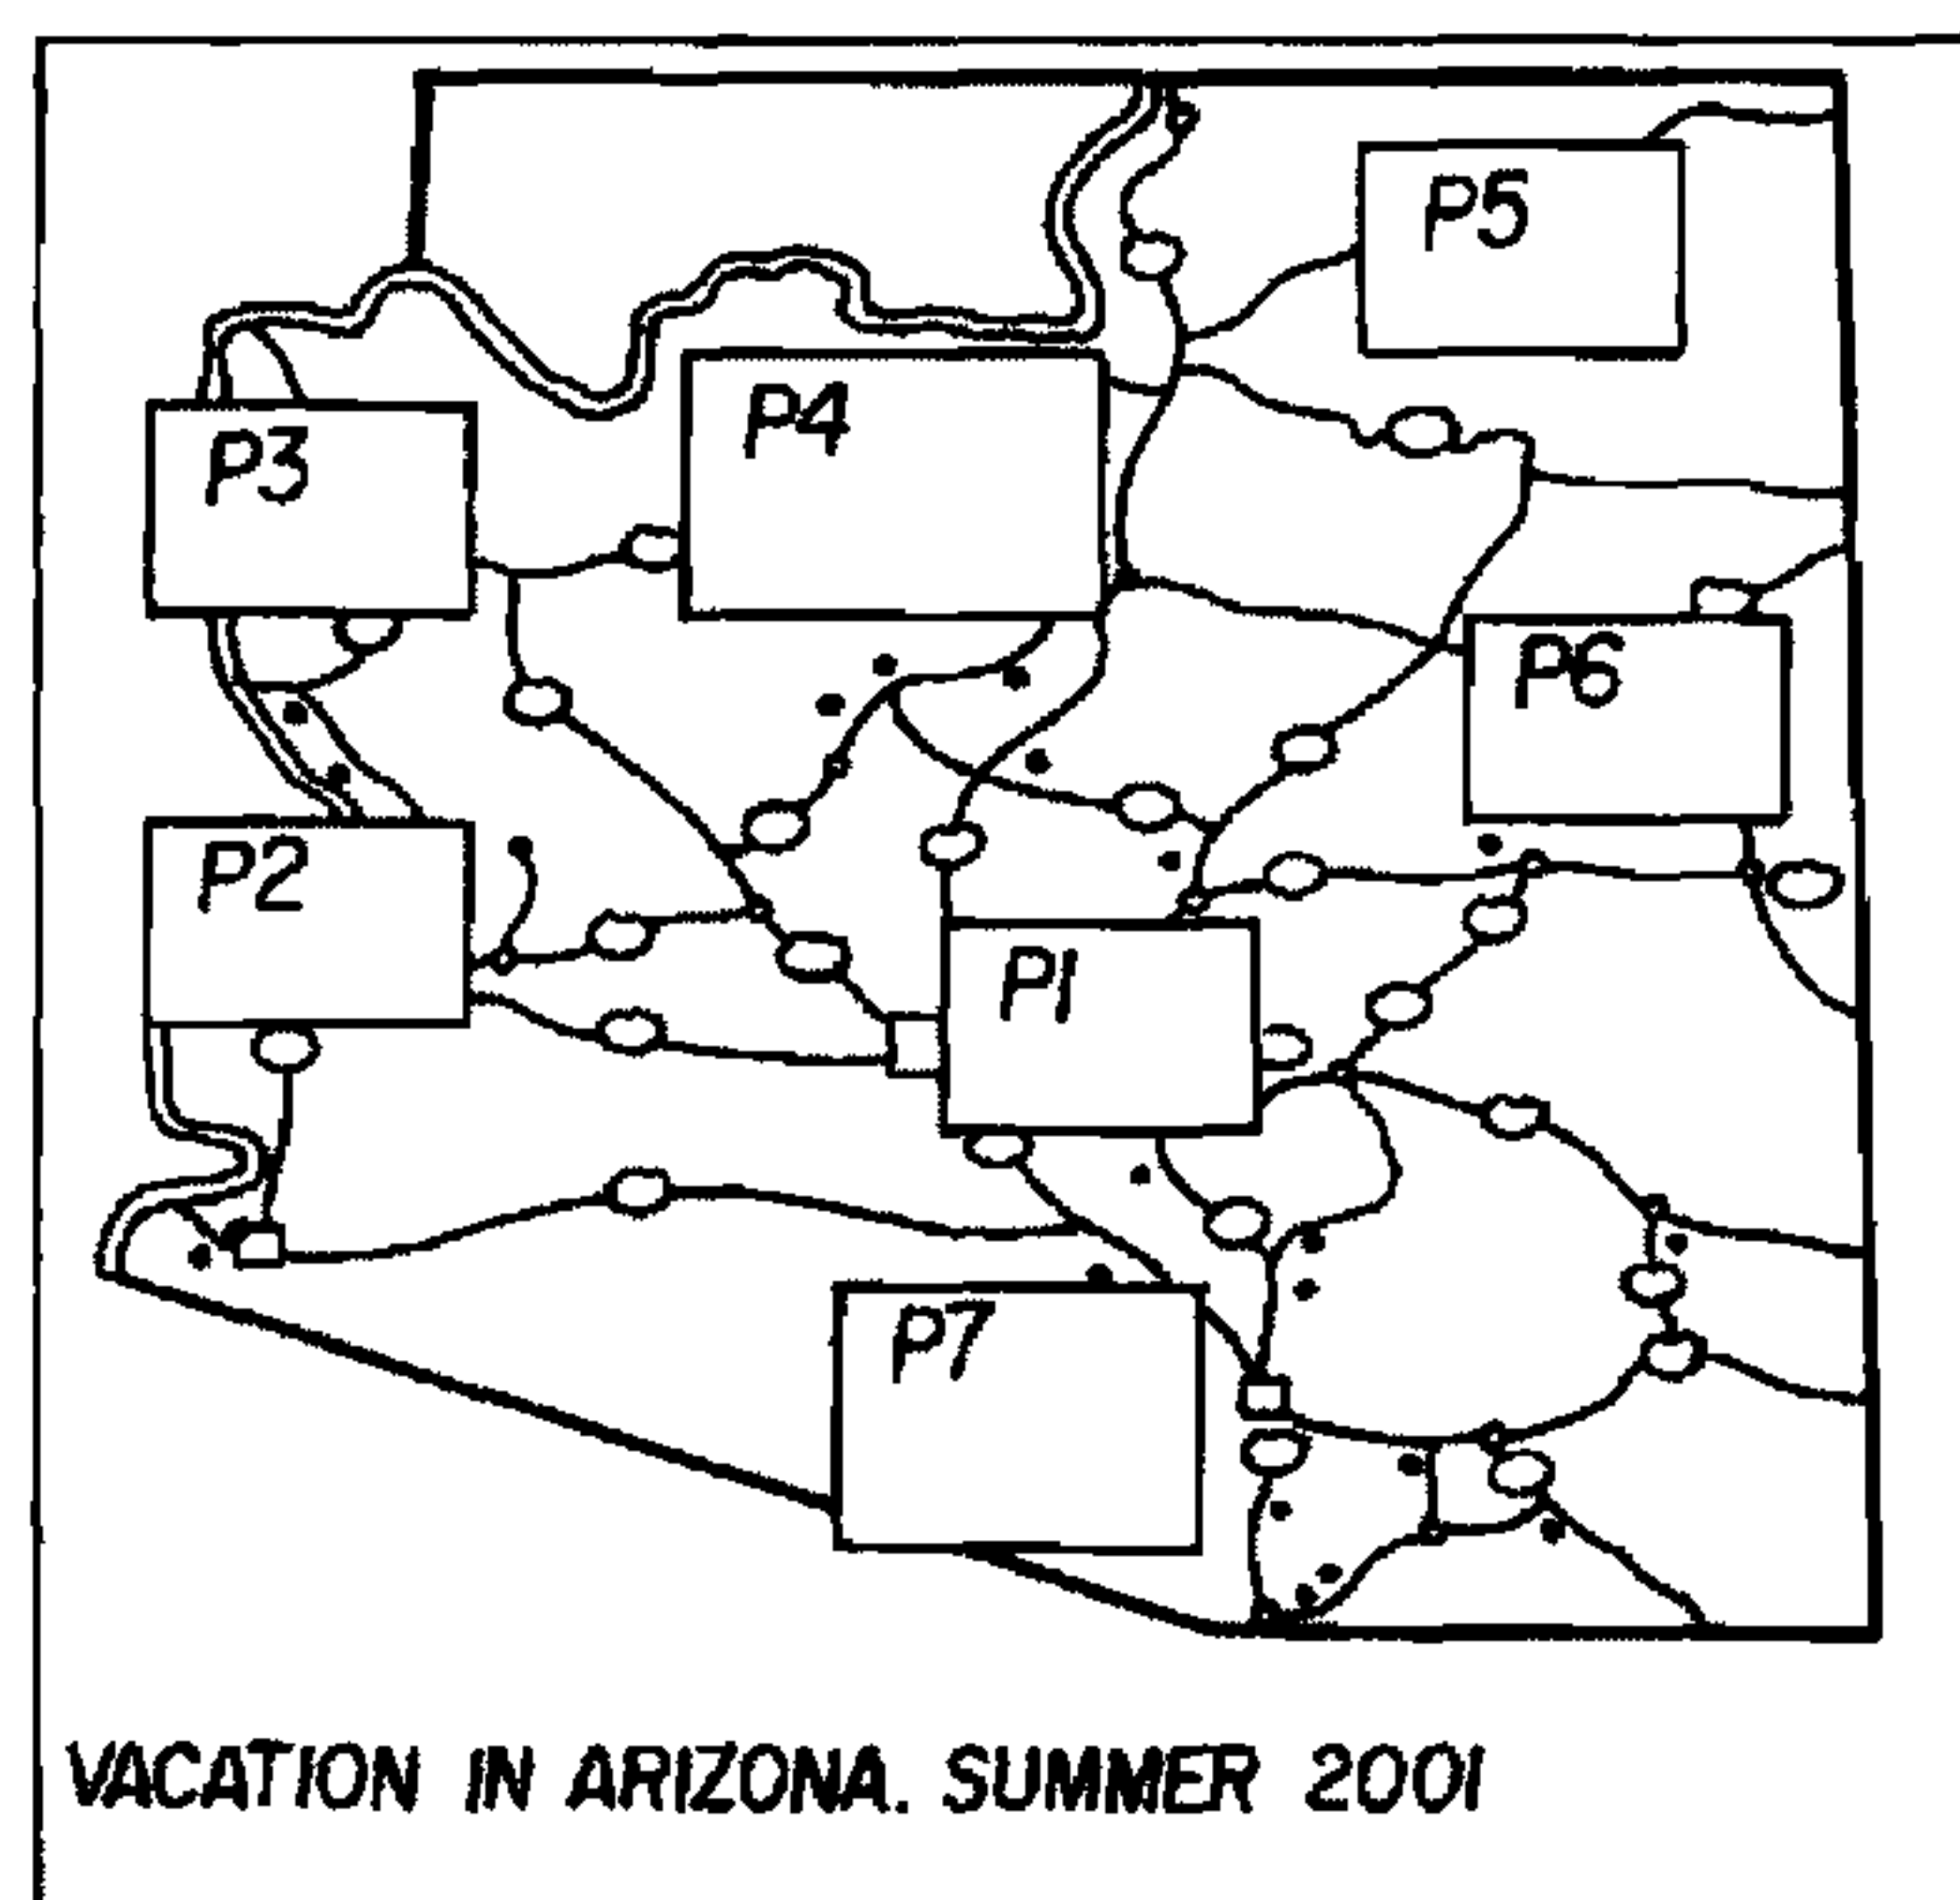 P5
P4
P3
P6
P2
P1
P7
VACATION IN ARIZONA. SUMMER 2001